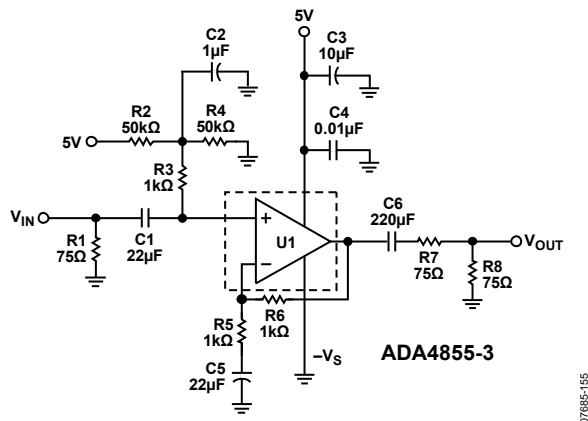 5V
C2
1µF
C3
10µF
R2
50kΩ
R4
50kΩ
C4
0.01µF
5V
R3
1kΩ
C6
220µF
VIN
+
U1
VOUT
R1
75Ω
C1
22µF
−
R7
75Ω
R8
75Ω
R5
1kΩ
R6
1kΩ
–VS
ADA4855-3
C5
22µF
07685-155